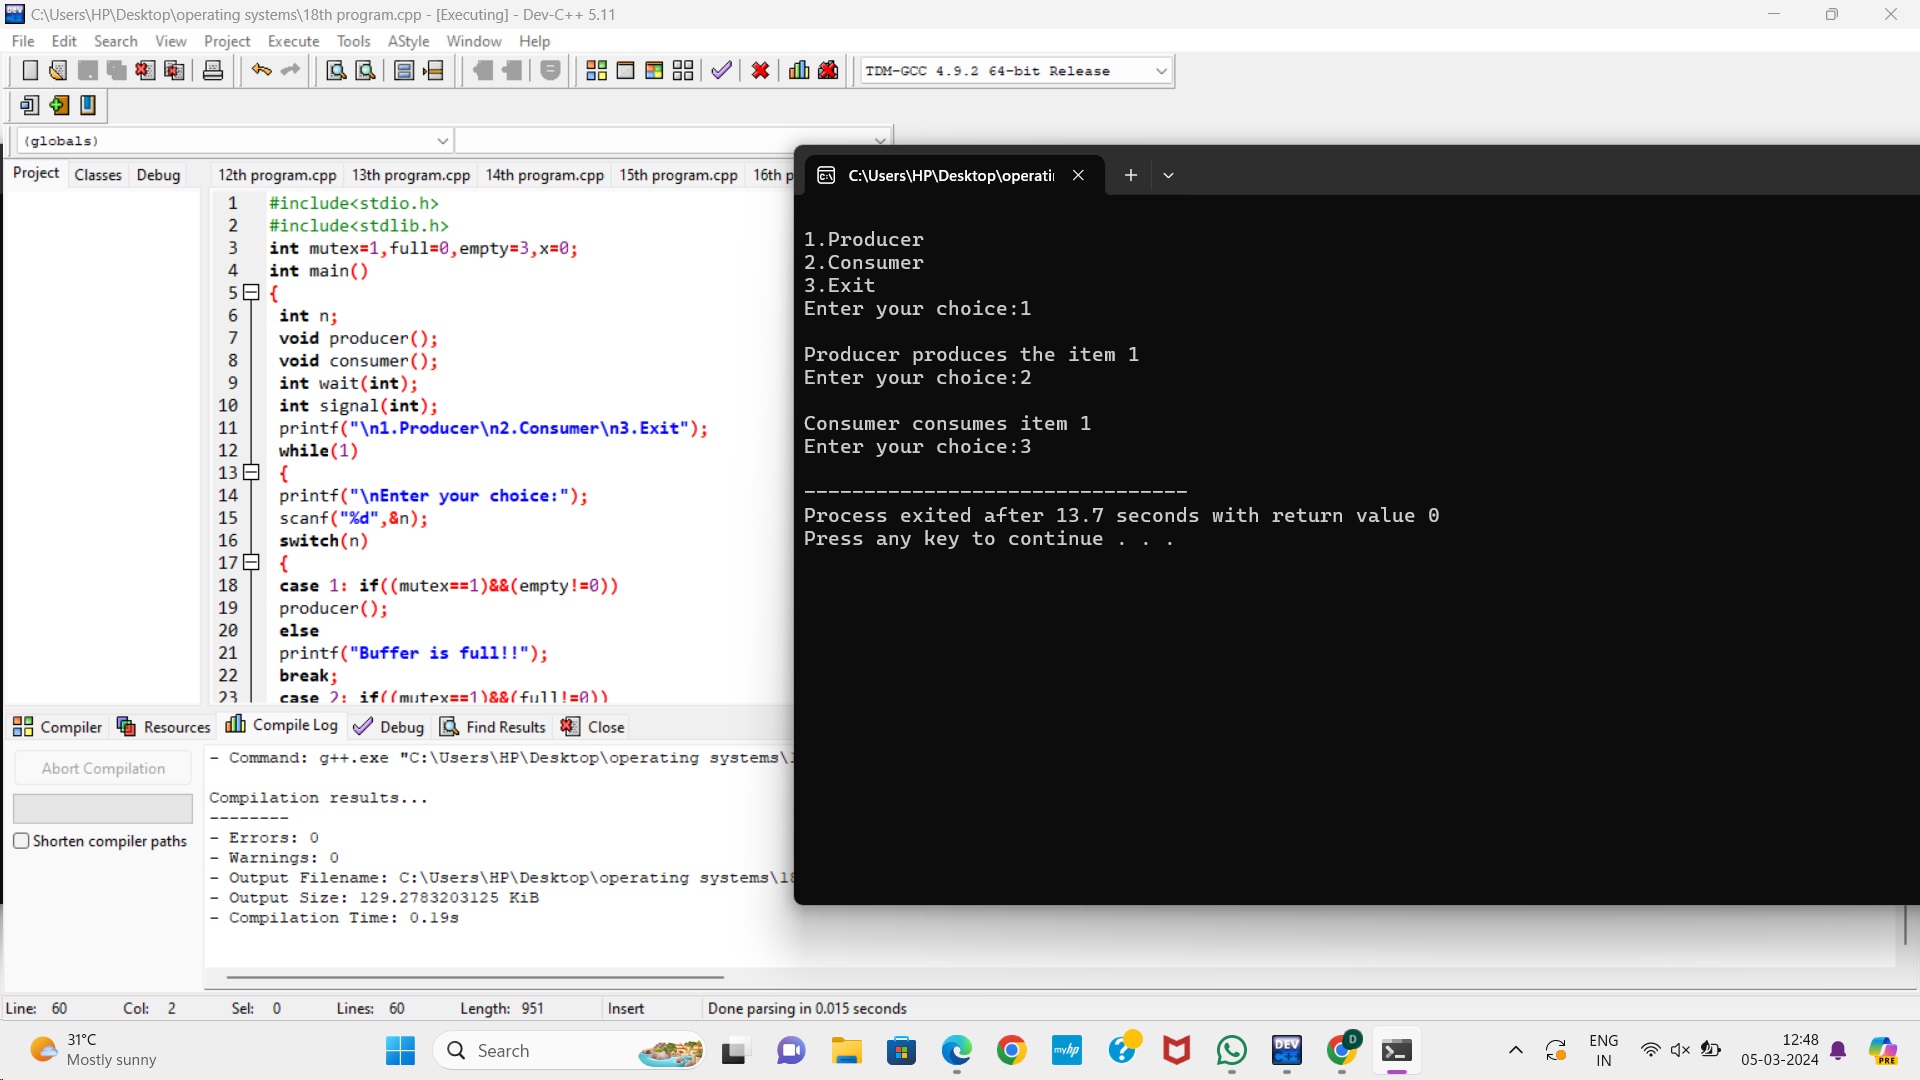 C:\Users\HP\Desktop\operating systems\18th program.cpp - [Executing] - Dev-C++ 5.11
File Edit Search View Project Execute Tools AStyle Window Help
TDM-GCC 4.9.2 64-bit Release
(globals)
Project Classes Debug
12th program.cpp 13th program.cpp 14th program.cpp 15th program.cpp 16th p
1 #include<stdio.h>
2 #include<stdlib.h>
3 int mutex=1,full=0,empty=3,x=0;
4 int main()
5 {
6 int n;
7 void producer();
8 void consumer();
9 int wait(int);
10 int signal(int);
11 printf("\n1.Producer\n2.Consumer\n3.Exit");
12 while(1)
13 {
14 printf("\nEnter your choice:");
15 scanf("%d",&n);
16 switch(n)
17 {
18 case 1: if((mutex==1)&&(empty!=0))
19 producer();
20 else
21 printf("Buffer is full!!");
22 break;
23 case 2: if((mutex==1)&&(full!=0))
C:\Users\HP\Desktop\operati
1.Producer
2.Consumer
3.Exit
Enter your choice:1
Producer produces the item 1
Enter your choice:2
Consumer consumes item 1
Enter your choice:3
--------------------------------
Process exited after 13.7 seconds with return value 0
Press any key to continue . . .
Compiler Resources Compile Log Debug Find Results Close
Abort Compilation
Shorten compiler paths
- Command: g++.exe "C:\Users\HP\Desktop\operating systems\1
Compilation results...
--------
- Errors: 0
- Warnings: 0
- Output Filename: C:\Users\HP\Desktop\operating systems\18
- Output Size: 129.2783203125 KiB
- Compilation Time: 0.19s
Line: 60 Col: 2 Sel: 0 Lines: 60 Length: 951 Insert Done parsing in 0.015 seconds
31°C
Mostly sunny
Search
myhp
DEV
D
ENG
IN
12:48
05-03-2024
PRE